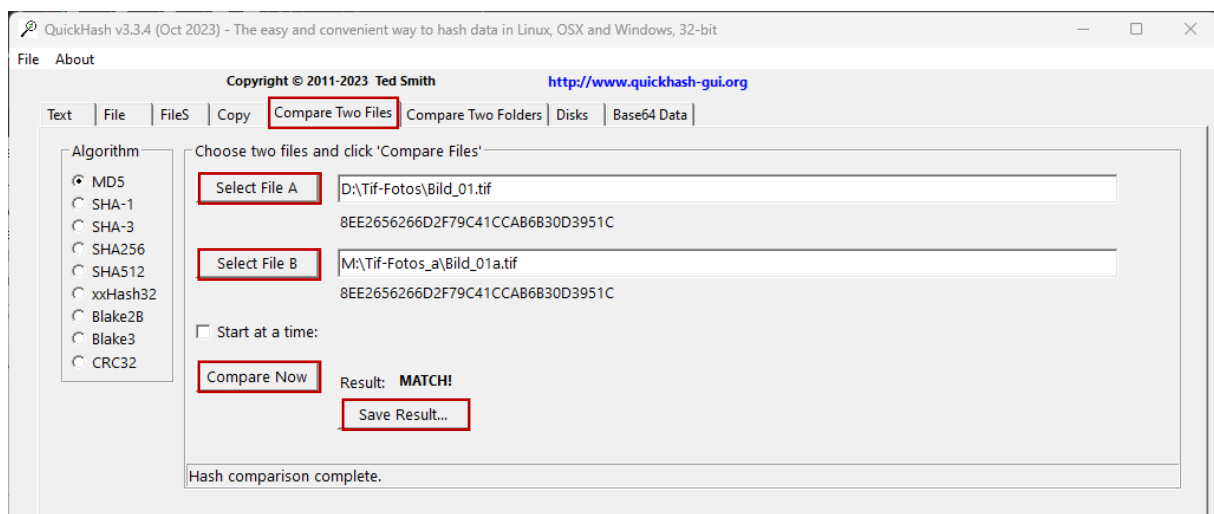 QuickHash v3.3.4 (Oct 2023) - The easy and convenient way to hash data in Linux, OSX and Windows, 32-bit
File About
Copyright © 2011-2023 Ted Smith http://www.quickhash-gui.org
Text File FileS Copy Compare Two Files Compare Two Folders Disks Base64 Data
Algorithm
MD5
SHA-1
SHA-3
SHA256
SHA512
xxHash32
Blake2B
Blake3
CRC32
Choose two files and click 'Compare Files'
Select File A D:\Tif-Fotos\Bild_01.tif
8EE2656266D2F79C41CCAB6B30D3951C
Select File B M:\Tif-Fotos_a\Bild_01a.tif
8EE2656266D2F79C41CCAB6B30D3951C
Start at a time:
Compare Now Result: MATCH!
Save Result...
Hash comparison complete.